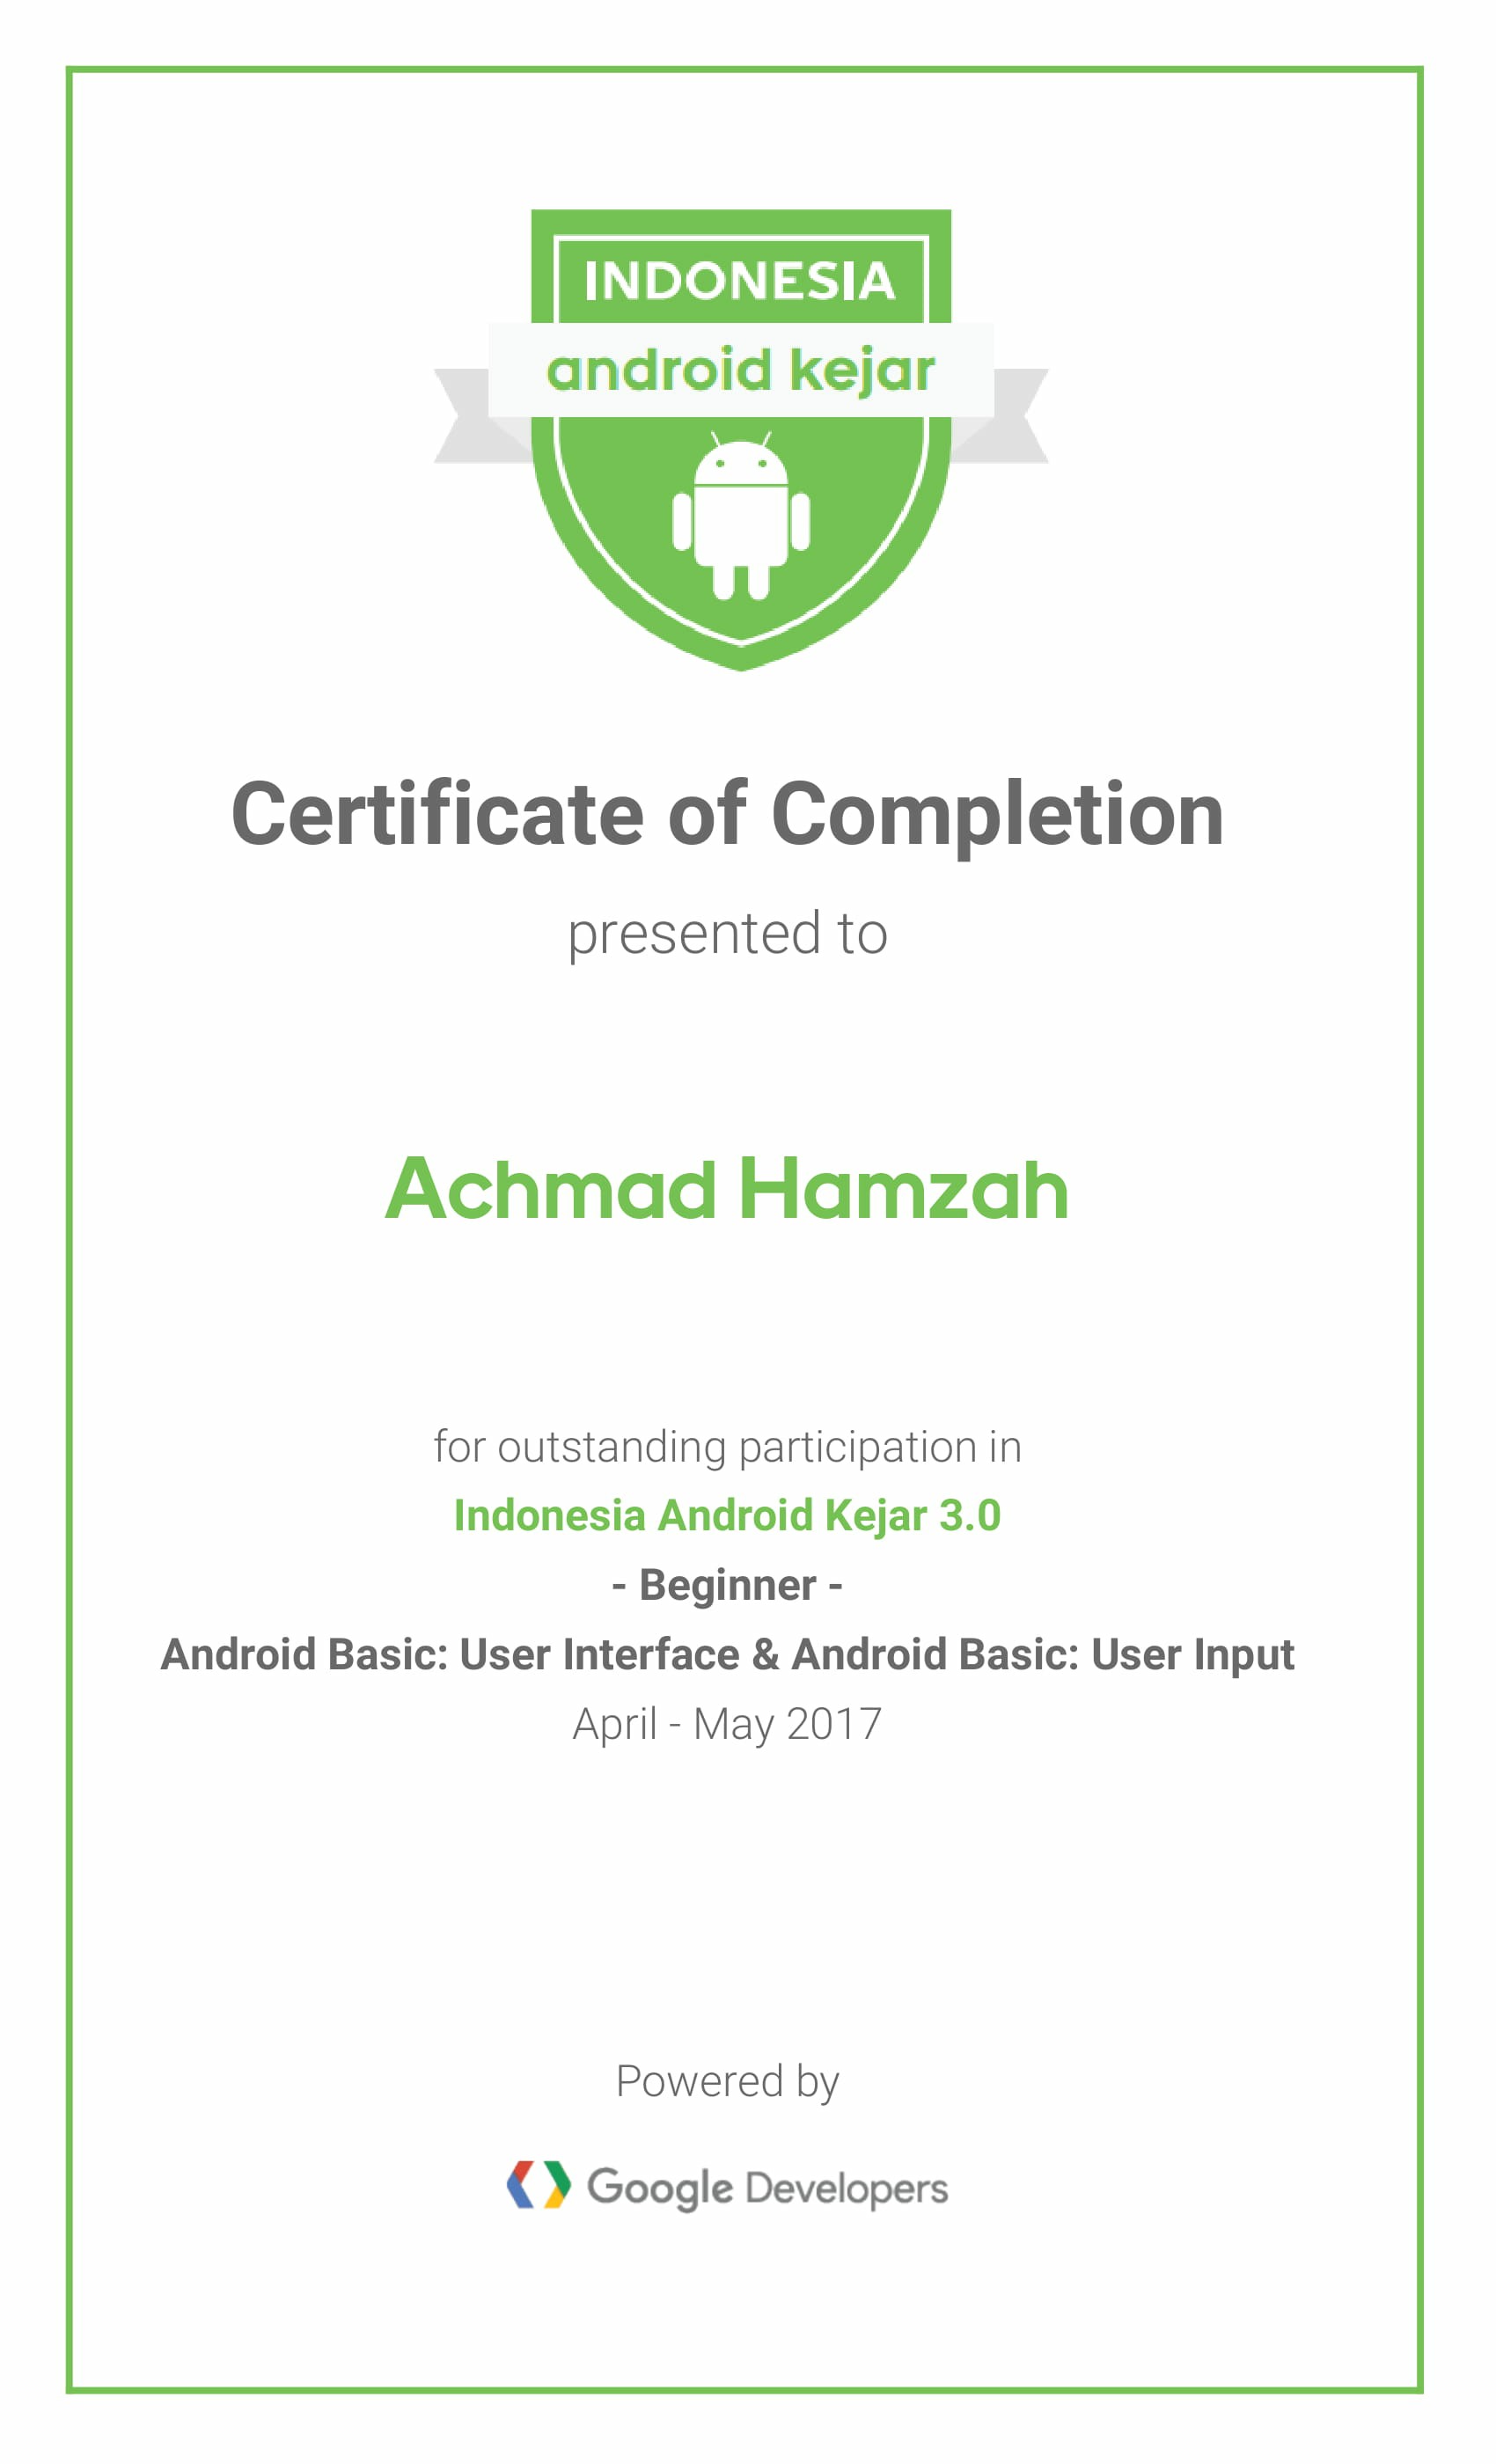 INDONESIA
android kejar
Certificate of Completion
presented to
Achmad Hamzah
for outstanding participation in
Indonesia Android Kejar 3.0
- Beginner -
Android Basic: User Interface & Android Basic: User Input
April - May 2017
Powered by
Google Developers